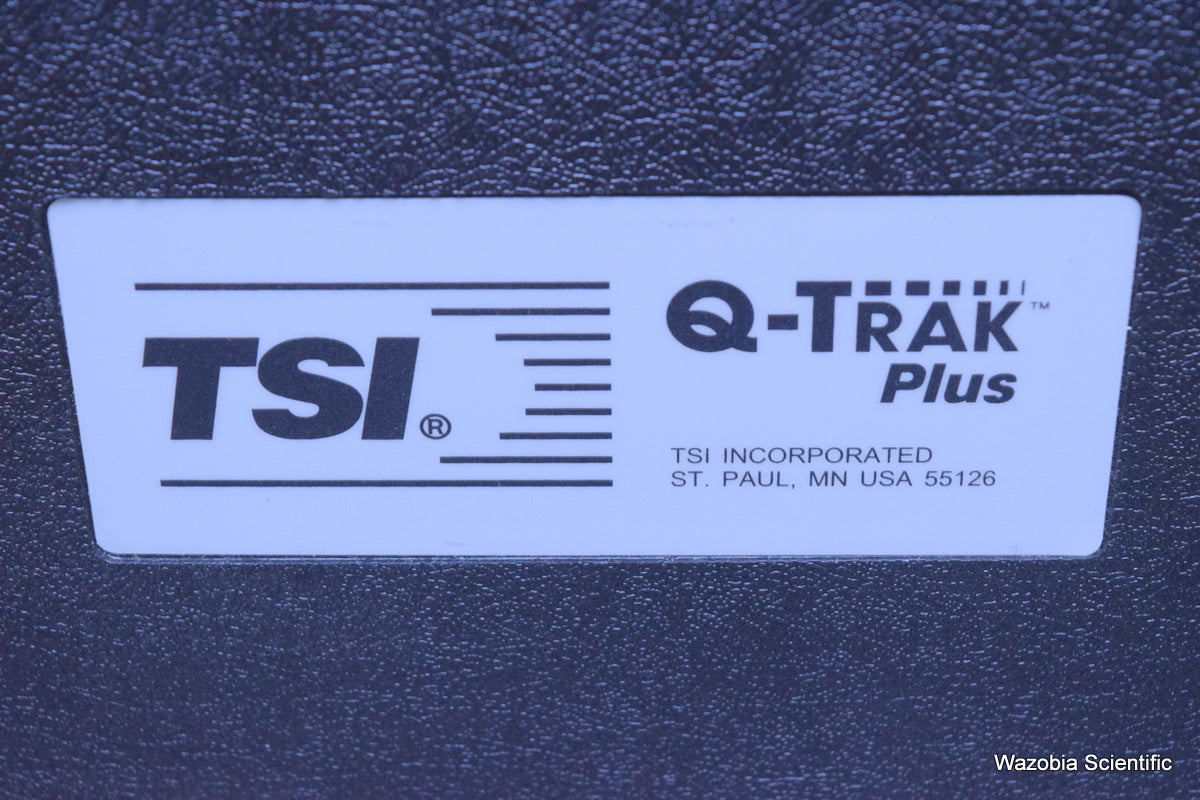 TSI®
Q-TRAK™
Plus
TSI INCORPORATED
ST. PAUL, MN USA 55126
Wazobia Scientific